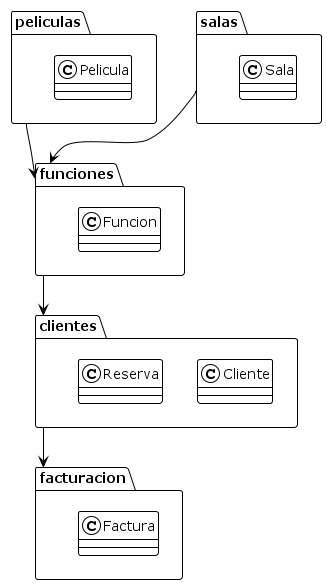 peliculas
salas
C Pelicula
C Sala
funciones
C Funcion
clientes
C Reserva
C Cliente
facturacion
C Factura